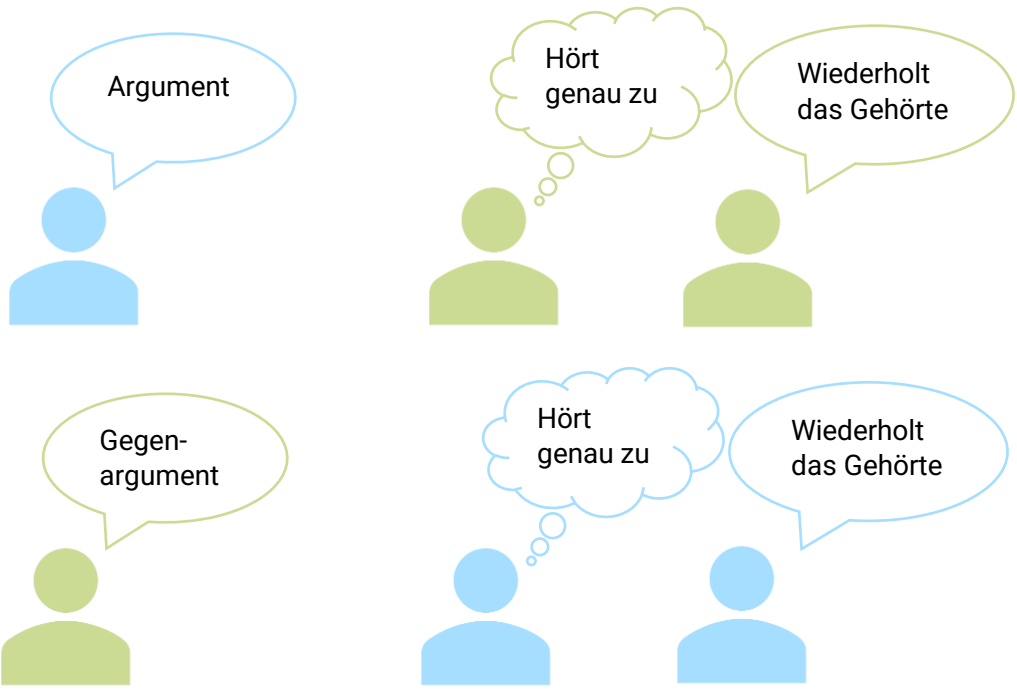 Argument
Hört
genau zu
Wiederholt
das Gehörte
Gegen-
argument
Hört
genau zu
Wiederholt
das Gehörte